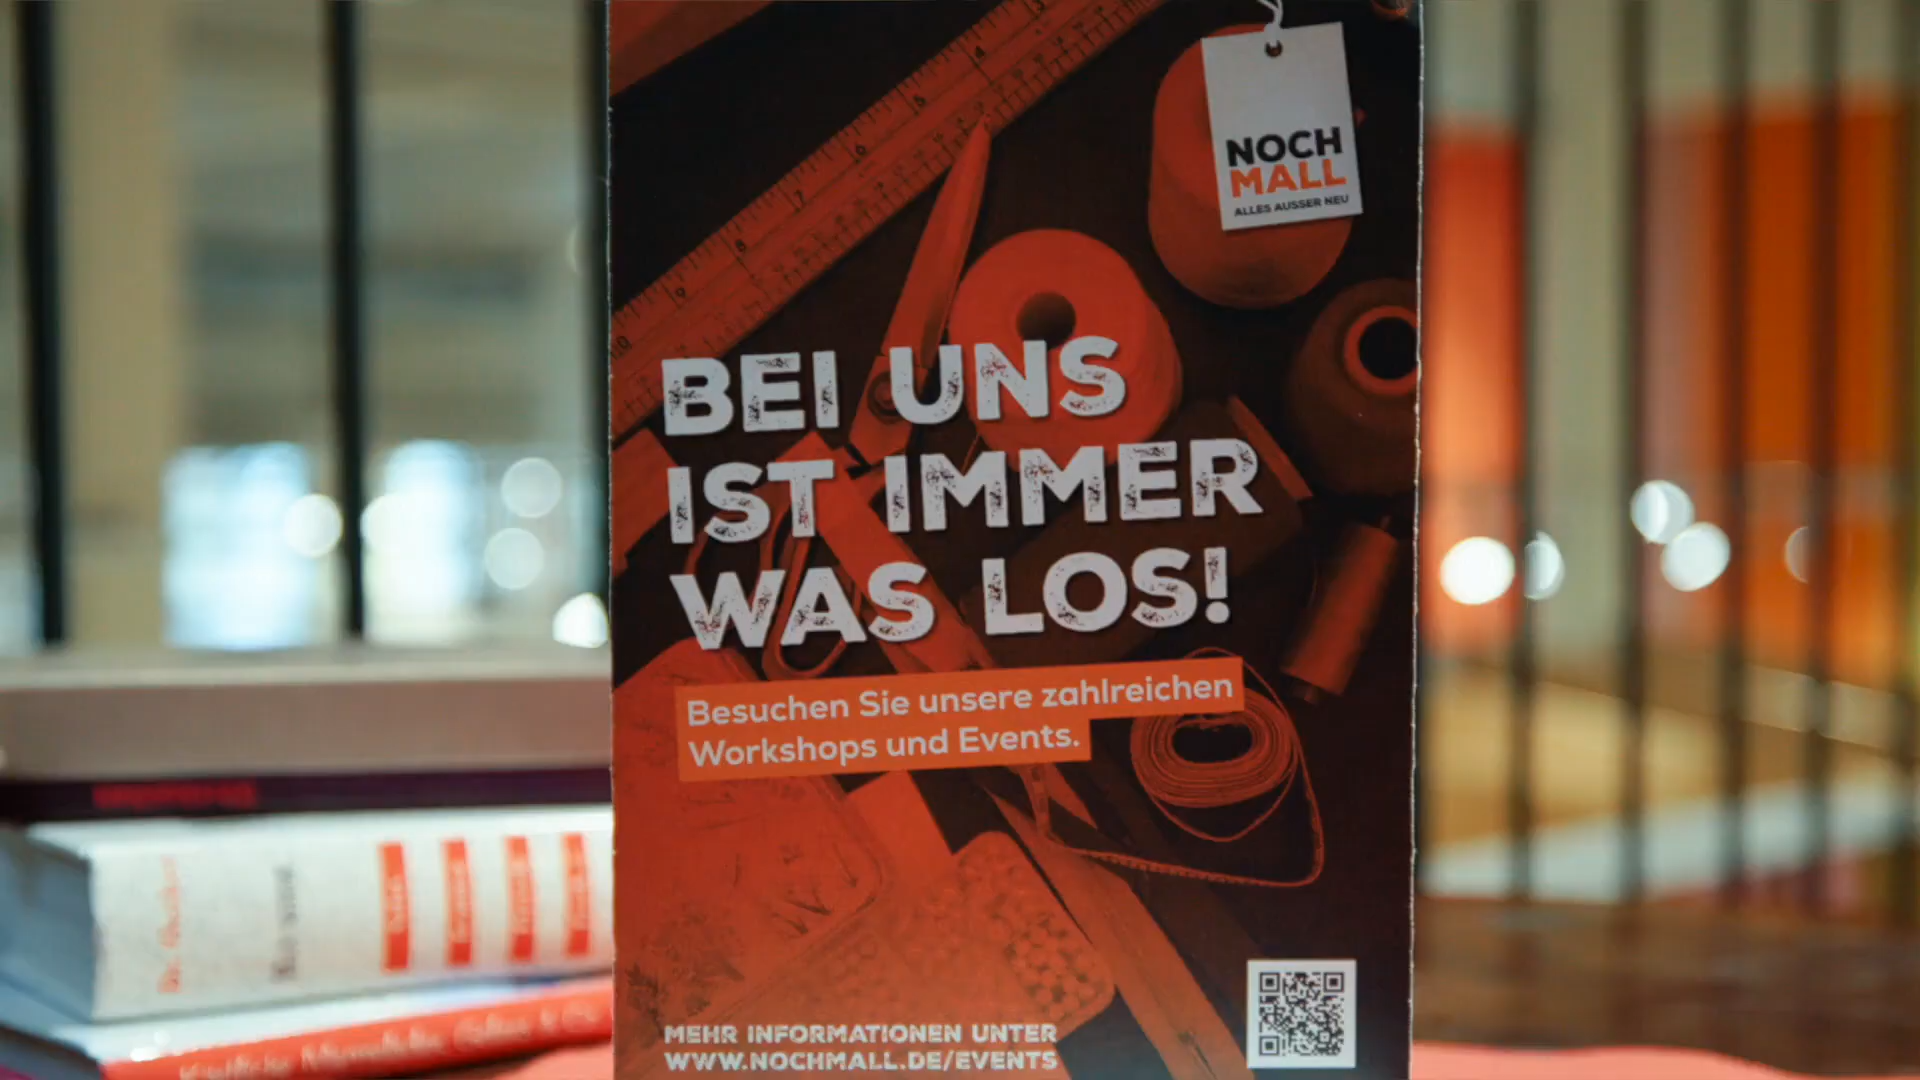 NOCH
MALL
ALLES AUSSER NEU
BEI UNS
IST IMMER
WAS LOS!
Besuchen Sie unsere zahlreichen
Workshops und Events.
MEHR INFORMATIONEN UNTER
WWW.NOCHMALL.DE/EVENTS